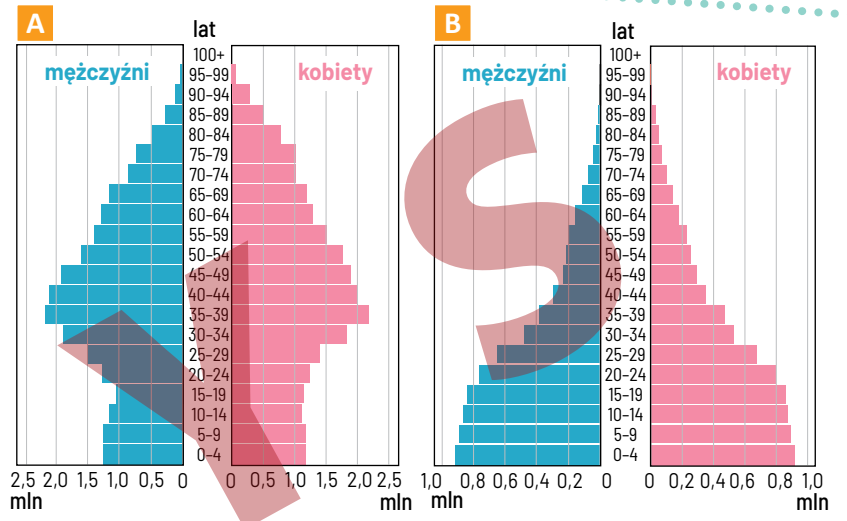 A
lat
mężczyźni
kobiety
100+
95–99
90–94
85–89
80–84
75–79
70–74
65–69
60–64
55–59
50–54
45–49
40–44
35–39
30–34
25–29
20–24
15–19
10–14
5–9
0–4
2,5 2,0 1,5 1,0 0,5 0
mln
0 0,5 1,0 1,5 2,0 2,5
mln
B
lat
mężczyźni
kobiety
100+
95–99
90–94
85–89
80–84
75–79
70–74
65–69
60–64
55–59
50–54
45–49
40–44
35–39
30–34
25–29
20–24
15–19
10–14
5–9
0–4
1,0 0,8 0,6 0,4 0,2 0
mln
0 0,2 0,4 0,6 0,8 1,0
mln